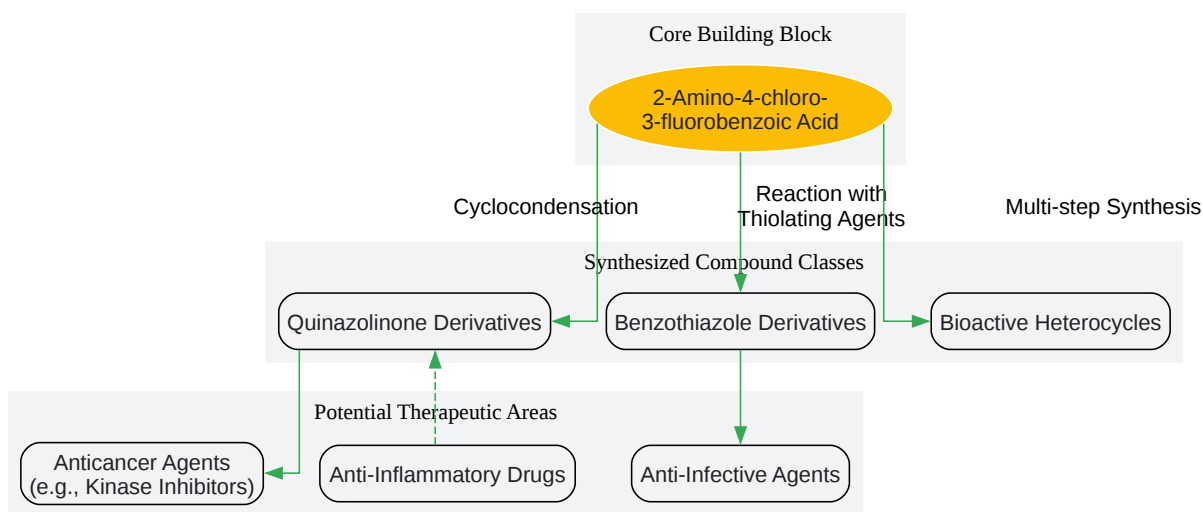 Core Building Block
2-Amino-4-chloro-
3-fluorobenzoic Acid
Cyclocondensation
Reaction with
Thiolating Agents
Multi-step Synthesis
Synthesized Compound Classes
Quinazolinone Derivatives
Benzothiazole Derivatives
Bioactive Heterocycles
Potential Therapeutic Areas
Anticancer Agents
(e.g., Kinase Inhibitors)
Anti-Inflammatory Drugs
Anti-Infective Agents